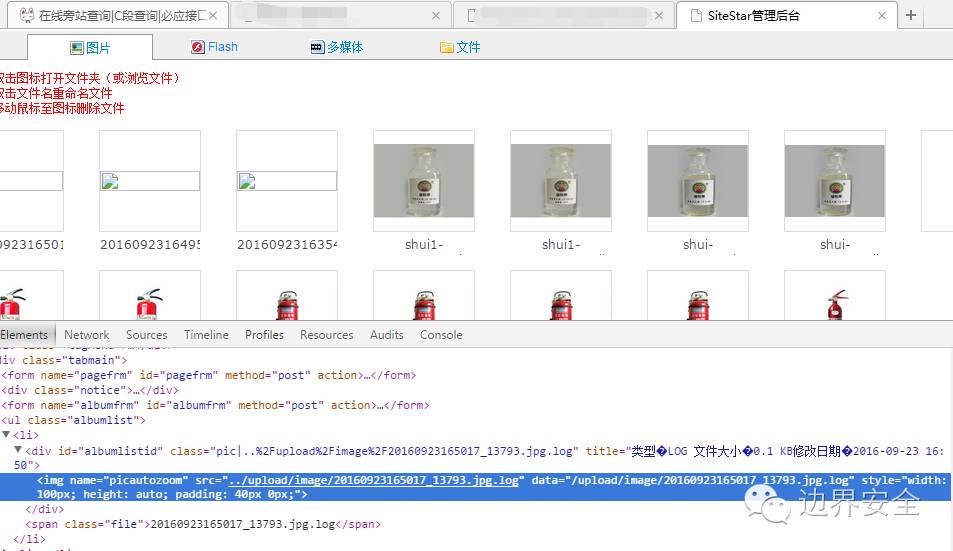 在线旁站查询|C段查询|必应接
SiteStar管理后台
图片 Flash 多媒体 文件
双击图标打开文件夹（或浏览文件）
双击文件名重命名文件
移动鼠标至图标删除文件
092316501 2016092316495 2016092316354 shui1- shui1- shui- shui-
Elements Network Sources Timeline Profiles Resources Audits Console
div class="tabmain">
<form name="pagefrm" id="pagefrm" method="post" action>…</form>
<div class="notice">…</div>
<form name="albumfrm" id="albumfrm" method="post" action>…</form>
<ul class="albumlist">
<li>
<div id="albumlistid" class="pic|..%2Fupload%2Fimage%2F20160923165017_13793.jpg.log" title="类型�LOG 文件大小�0.1 KB修改日期�2016-09-23 16:
50">
<img name="picautozoom" src="../upload/image/20160923165017_13793.jpg.log" data="/upload/image/20160923165017_13793.jpg.log" style="width:
100px; height: auto; padding: 40px 0px;">
</div>
<span class="file">20160923165017_13793.jpg.log</span>
</li>
边界安全